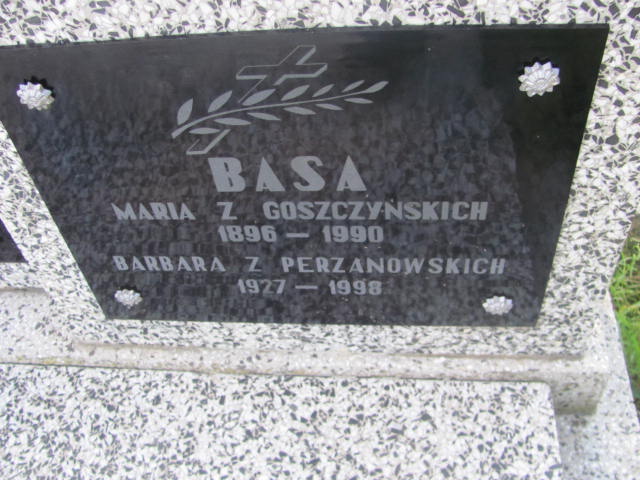 BASA
MARIA Z GOSZCZYŃSKICH
1896 – 1990
BARBARA Z PERZANOWSKICH
1927 – 1998